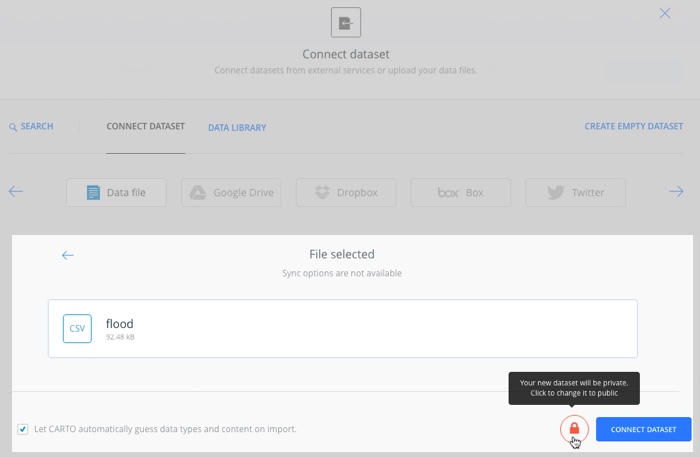 Connect dataset
Connect datasets from external services or upload your data files.
SEARCH
CONNECT DATASET
DATA LIBRARY
CREATE EMPTY DATASET
Data file
Google Drive
Dropbox
box Box
Twitter
File selected
Sync options are not available
CSV
flood
92.48 kB
Your new dataset will be private.
Click to change it to public
Let CARTO automatically guess data types and content on import.
CONNECT DATASET